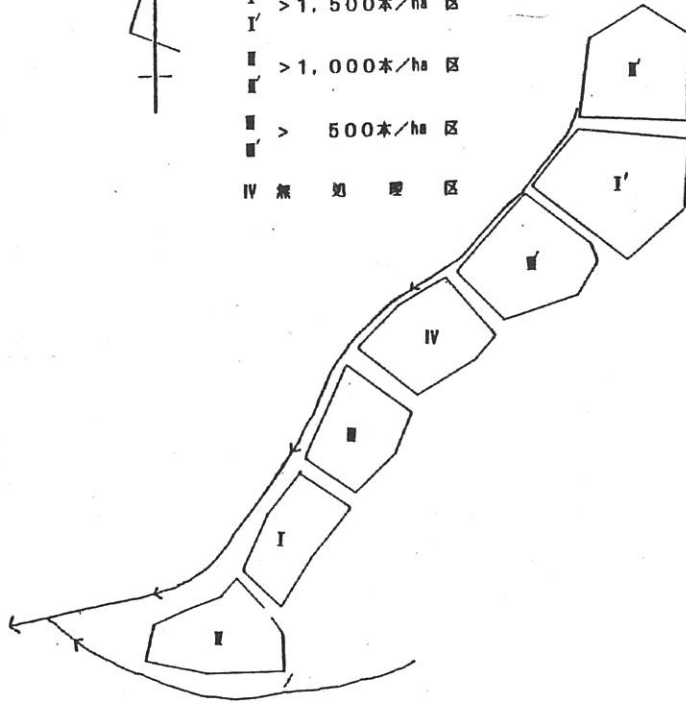 Ⅰ
Ⅰ′ > 1,500本/ha 区
Ⅱ
Ⅱ′ > 1,000本/ha 区
Ⅲ
Ⅲ′ > 500本/ha 区
Ⅳ 無処理区
Ⅱ′
Ⅰ′
Ⅲ′
Ⅳ
Ⅲ
Ⅰ
Ⅱ